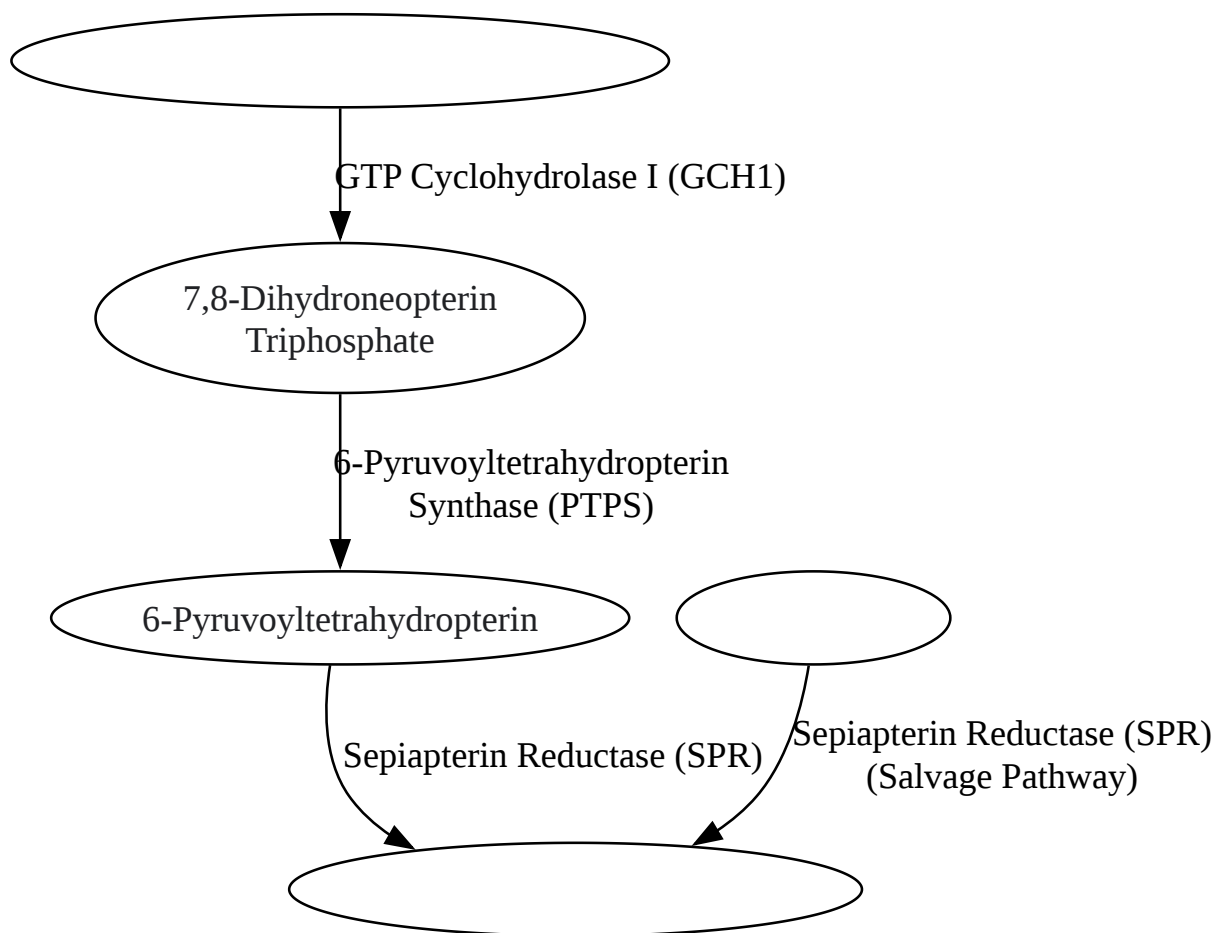 GTP Cyclohydrolase I (GCH1)
7,8-Dihydroneopterin
Triphosphate
6-Pyruvoyltetrahydropterin
Synthase (PTPS)
6-Pyruvoyltetrahydropterin
Sepiapterin Reductase (SPR)
Sepiapterin Reductase (SPR)
(Salvage Pathway)